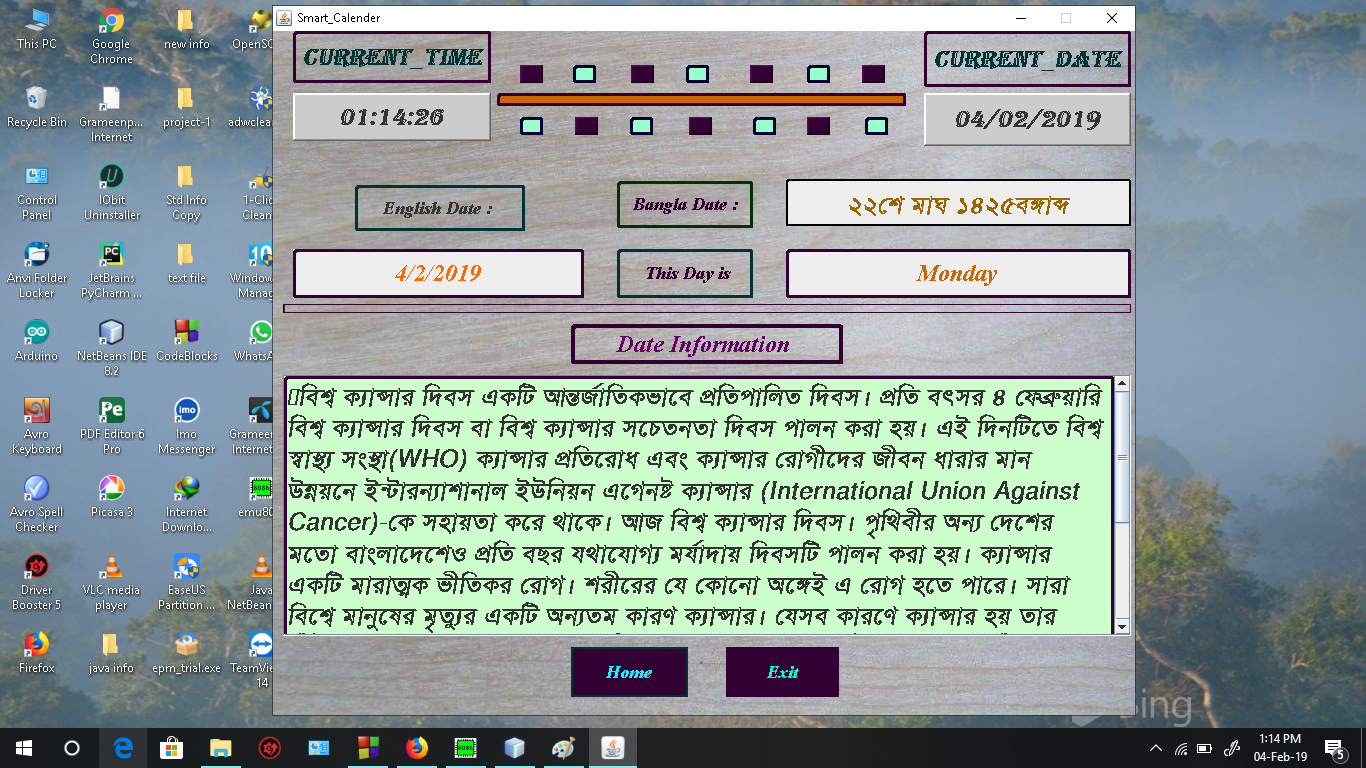 This PC
Google Chrome
new info
OpenSC
Recycle Bin
Grameenp... Internet
project-1
adwclea
Control Panel
IObit Uninstaller
Std Info Copy
1-Clic Clean
Anvi Folder Locker
JetBrains PyCharm ...
text file
Window Manag
Arduino
NetBeans IDE 8.2
CodeBlocks
WhatsA
Avro Keyboard
PDF Editor 6 Pro
Imo Messenger
Grameen Internet
Avro Spell Checker
Picasa 3
Internet Downlo...
emu80
Driver Booster 5
VLC media player
EaseUS Partition ...
Java NetBean
Firefox
java info
epm_trial.exe
TeamVie 14
Smart_Calender
CURRENT_TIME
CURRENT_DATE
01:14:26
04/02/2019
English Date :
Bangla Date :
২২শে মাঘ ১৪২৫বঙ্গাব্দ
4/2/2019
This Day is
Monday
Date Information
বিশ্ব ক্যান্সার দিবস একটি আন্তর্জাতিকভাবে প্রতিপালিত দিবস। প্রতি বৎসর ৪ ফেব্রুয়ারি
বিশ্ব ক্যান্সার দিবস বা বিশ্ব ক্যান্সার সচেতনতা দিবস পালন করা হয়। এই দিনটিতে বিশ্ব
স্বাস্থ্য সংস্থা(WHO) ক্যান্সার প্রতিরোধ এবং ক্যান্সার রোগীদের জীবন ধারার মান
উন্নয়নে ইন্টারন্যাশানাল ইউনিয়ন এগেনষ্ট ক্যান্সার (International Union Against
Cancer)-কে সহায়তা করে থাকে। আজ বিশ্ব ক্যান্সার দিবস। পৃথিবীর অন্য দেশের
মতো বাংলাদেশেও প্রতি বছর যথাযোগ্য মর্যাদায় দিবসটি পালন করা হয়। ক্যান্সার
একটি মারাত্মক ভীতিকর রোগ। শরীরের যে কোনো অঙ্গেই এ রোগ হতে পারে। সারা
বিশ্বে মানুষের মৃত্যুর একটি অন্যতম কারণ ক্যান্সার। যেসব কারণে ক্যান্সার হয় তার
Home
Exit
Bing
1:14 PM
04-Feb-19
5